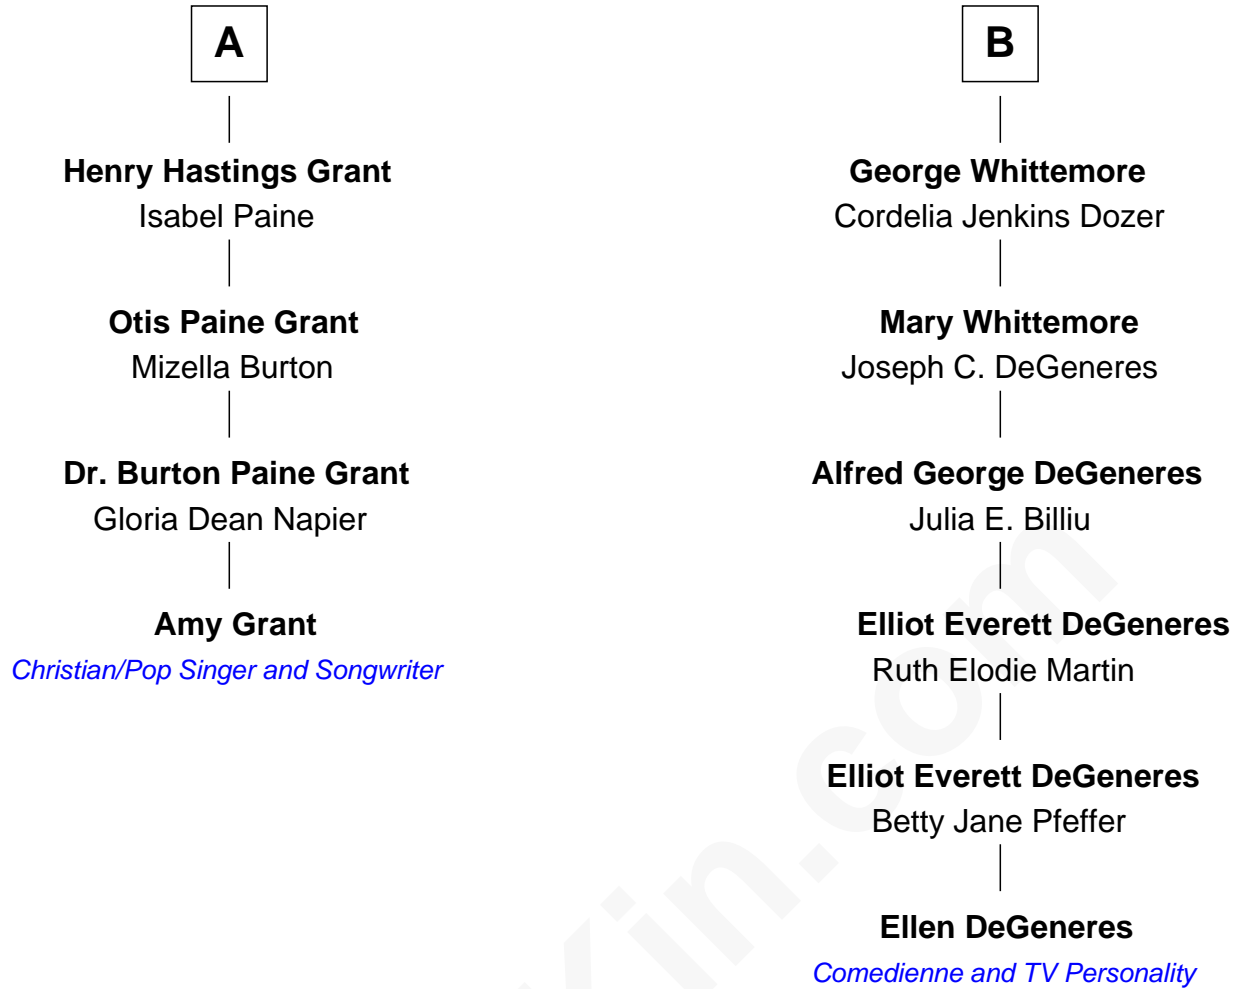 A
Henry Hastings Grant
Isabel Paine
Otis Paine Grant
Mizella Burton
Dr. Burton Paine Grant
Gloria Dean Napier
Amy Grant
Christian/Pop Singer and Songwriter
B
George Whittemore
Cordelia Jenkins Dozer
Mary Whittemore
Joseph C. DeGeneres
Alfred George DeGeneres
Julia E. Billiu
Elliot Everett DeGeneres
Ruth Elodie Martin
Elliot Everett DeGeneres
Betty Jane Pfeffer
Ellen DeGeneres
Comedienne and TV Personality
Kin.com